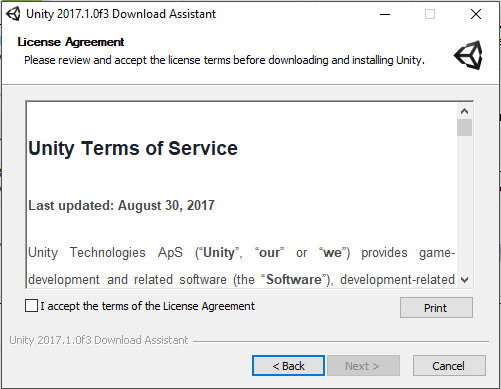 Unity 2017.1.0f3 Download Assistant
License Agreement
Please review and accept the license terms before downloading and installing Unity.
Unity Terms of Service
Last updated: August 30, 2017
Unity Technologies ApS (“Unity”, “our” or “we”) provides game-
development and related software (the “Software”), development-related
I accept the terms of the License Agreement
Print
Unity 2017.1.0f3 Download Assistant
< Back
Next >
Cancel